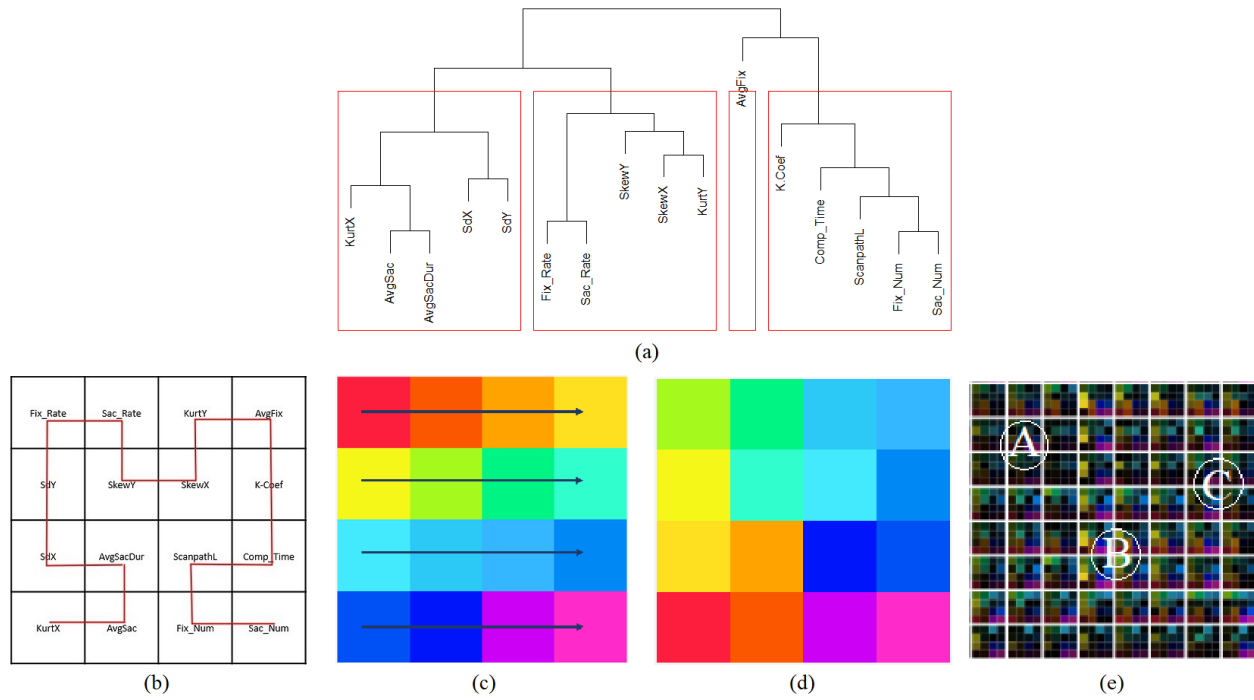 AvgFix
K.Coef
SkewY
Comp_Time
KurtX
SdX
SdY
SkewX
KurtY
ScanpathL
AvgSac
AvgSacDur
Fix_Rate
Sac_Rate
Fix_Num
Sac_Num
(a)
Fix_Rate Sac_Rate KurtY AvgFix
SdY SkewY SkewX K-Coef
SdX AvgSacDur ScanpathL Comp_Time
KurtX AvgSac Fix_Num Sac_Num
A
C
B
(b) (c) (d) (e)